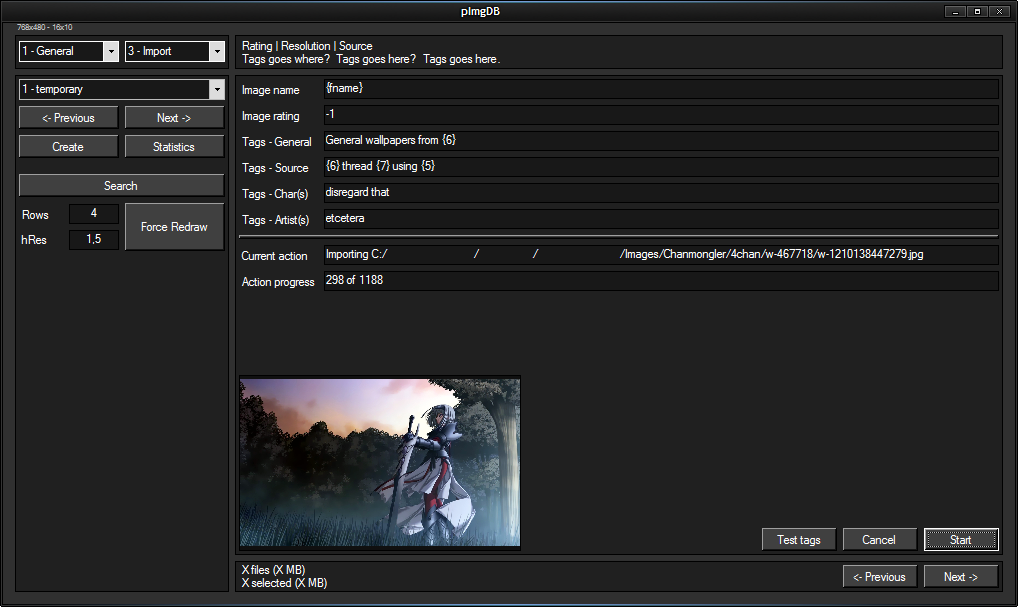 pImgDB
768x480 - 16x10
1 - General
3 - Import
1 - temporary
<- Previous
Next ->
Create
Statistics
Search
Rows
4
hRes
1,5
Force Redraw
Rating | Resolution | Source
Tags goes where?  Tags goes here?  Tags goes here.
Image name
{fname}
Image rating
-1
Tags - General
General wallpapers from {6}
Tags - Source
{6} thread {7} using {5}
Tags - Char(s)
disregard that
Tags - Artist(s)
etcetera
Current action
Importing C:/ / / /Images/Chanmongler/4chan/w-467718/w-1210138447279.jpg
Action progress
298 of 1188
Test tags
Cancel
Start
X files (X MB)
X selected (X MB)
<- Previous
Next ->